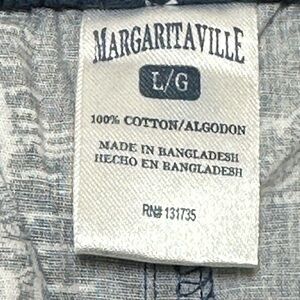 MARGARITAVILLE
L/G
100% COTTON/ALGODON
MADE IN BANGLADESH
HECHO EN BANGLADESH
RN# 131735